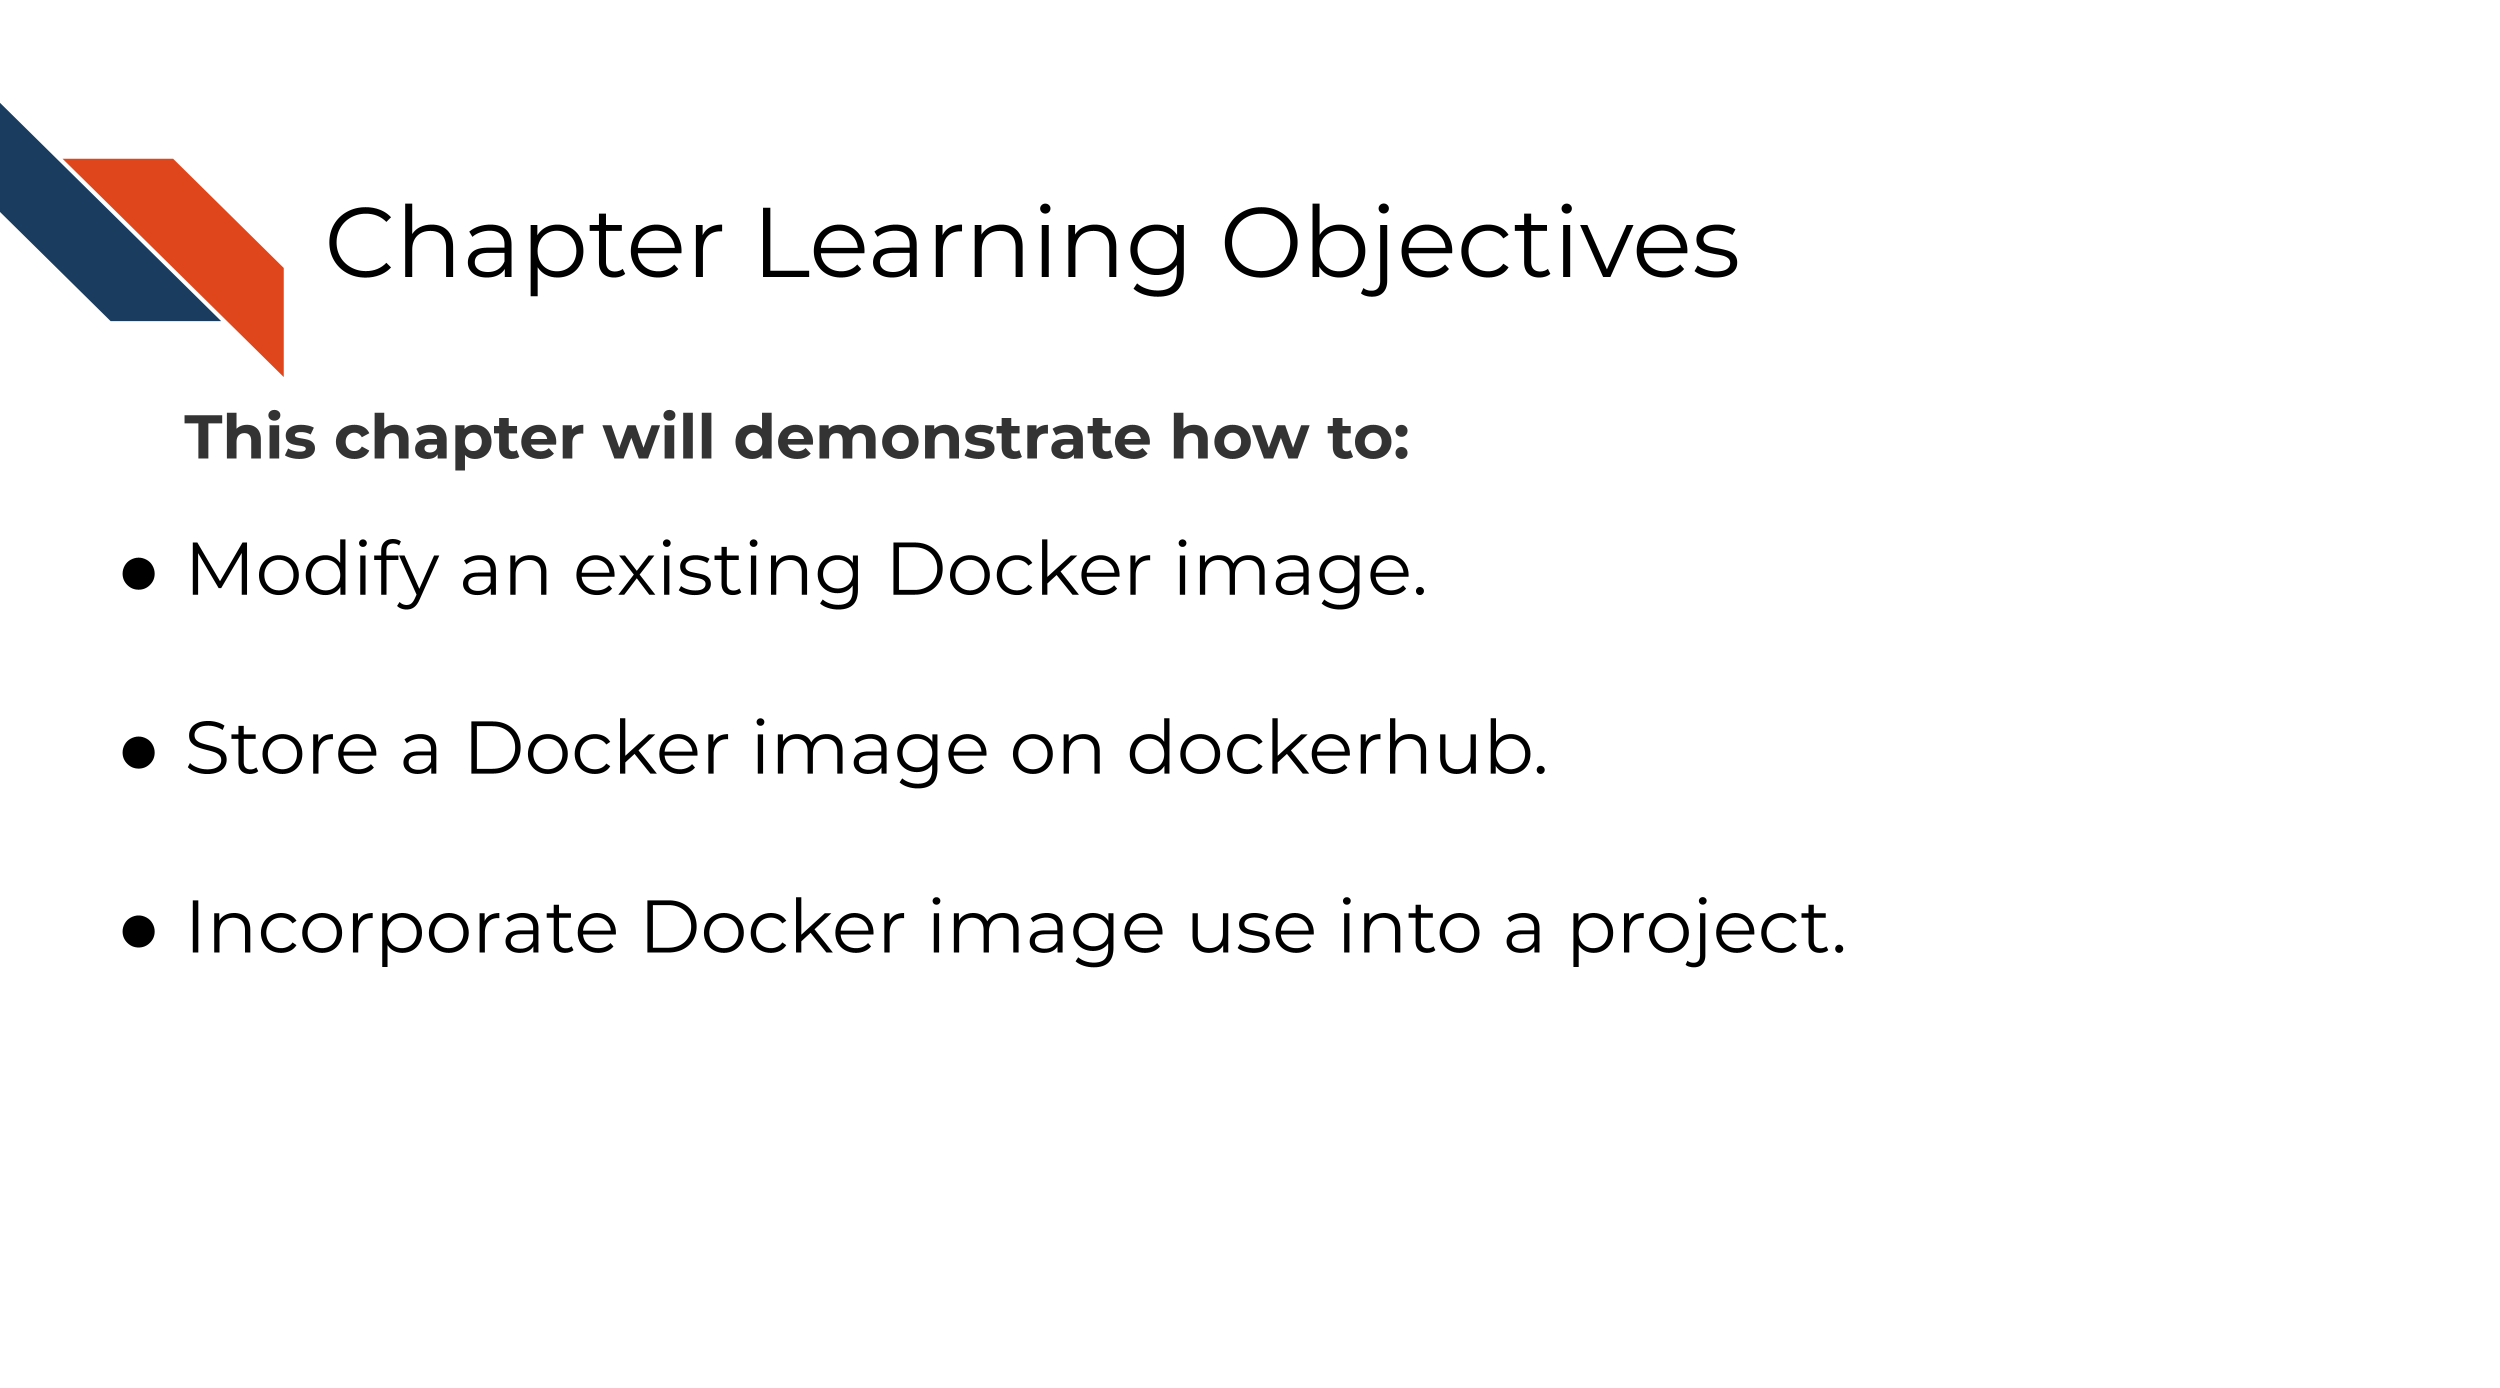 Chapter Learning Objectives
This chapter will demonstrate how to:
● Modify an existing Docker image.
● Store a Docker image on dockerhub.
● Incorporate Docker image use into a project.